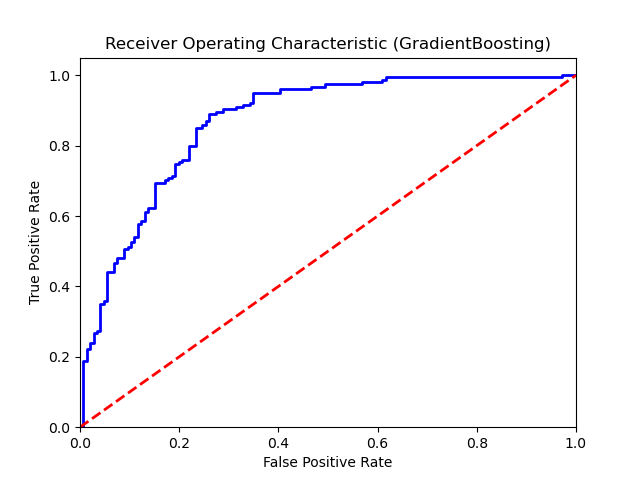 Receiver Operating Characteristic (GradientBoosting)
True Positive Rate
1.0
0.8
0.6
0.4
0.2
0.0
0.0 0.2 0.4 0.6 0.8 1.0
False Positive Rate